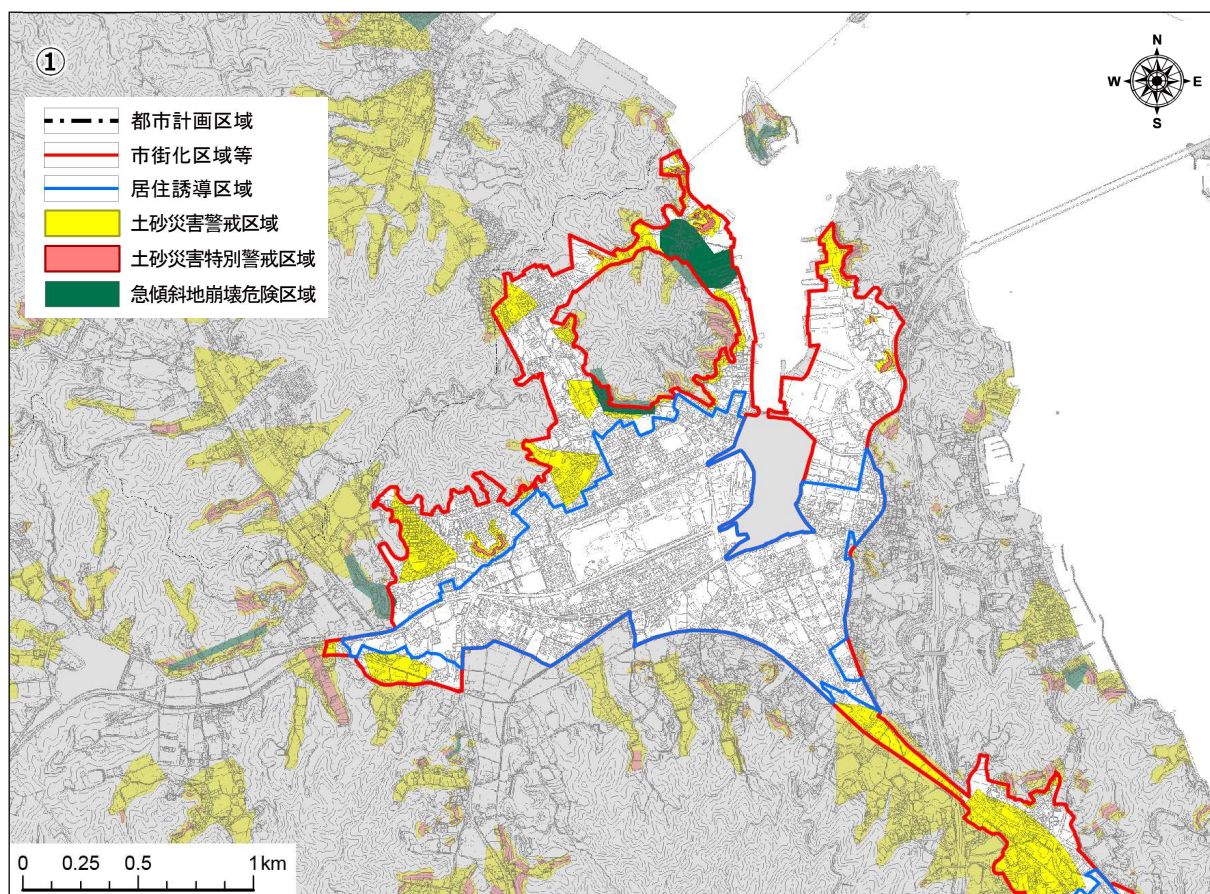 ①
N
W
E
S
都市計画区域
市街化区域等
居住誘導区域
土砂災害警戒区域
土砂災害特別警戒区域
急傾斜地崩壊危険区域
0 0.25 0.5 1km